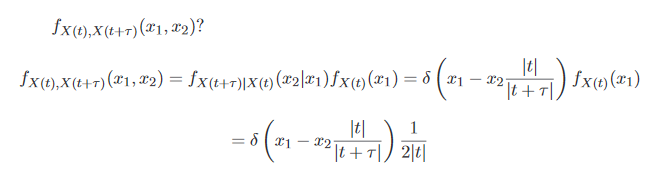 f_{X(t),X(t+τ)}(x_1, x_2)?
f_{X(t),X(t+τ)}(x_1, x_2) = f_{X(t+τ)|X(t)}(x_2|x_1) f_{X(t)}(x_1) = δ(x_1 − x_2 |t|/|t + τ|) f_{X(t)}(x_1)
= δ(x_1 − x_2 |t|/|t + τ|) 1/2|t|